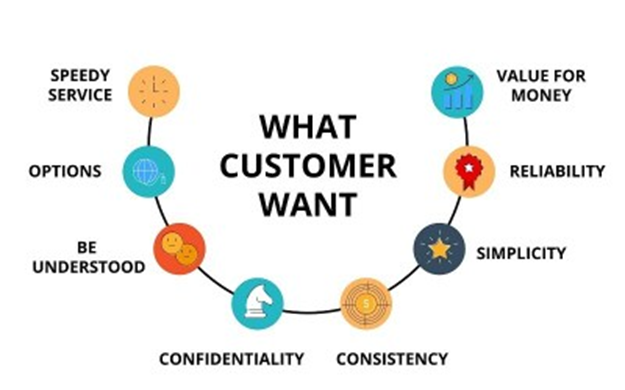 WHAT
CUSTOMER
WANT
SPEEDY
SERVICE
OPTIONS
BE
UNDERSTOOD
CONFIDENTIALITY
CONSISTENCY
SIMPLICITY
RELIABILITY
VALUE FOR
MONEY